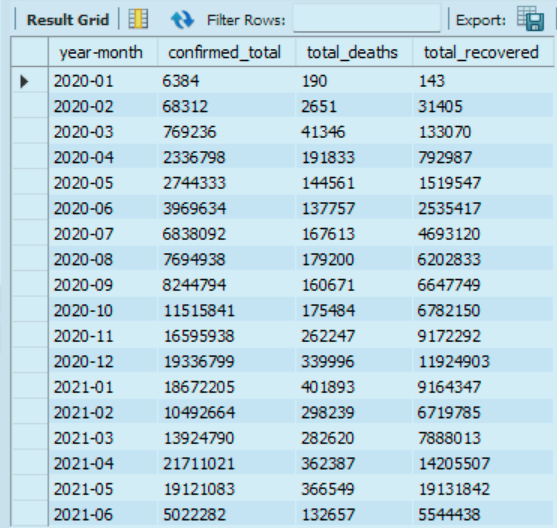 Result Grid Filter Rows: Export:
year-month confirmed_total total_deaths total_recovered
2020-01 6384 190 143
2020-02 68312 2651 31405
2020-03 769236 41346 133070
2020-04 2336798 191833 792987
2020-05 2744333 144561 1519547
2020-06 3969634 137757 2535417
2020-07 6838092 167613 4693120
2020-08 7694938 179200 6202833
2020-09 8244794 160671 6647749
2020-10 11515841 175484 6782150
2020-11 16595938 262247 9172292
2020-12 19336799 339996 11924903
2021-01 18672205 401893 9164347
2021-02 10492664 298239 6719785
2021-03 13924790 282620 7888013
2021-04 21711021 362387 14205507
2021-05 19121083 366549 19131842
2021-06 5022282 132657 5544438